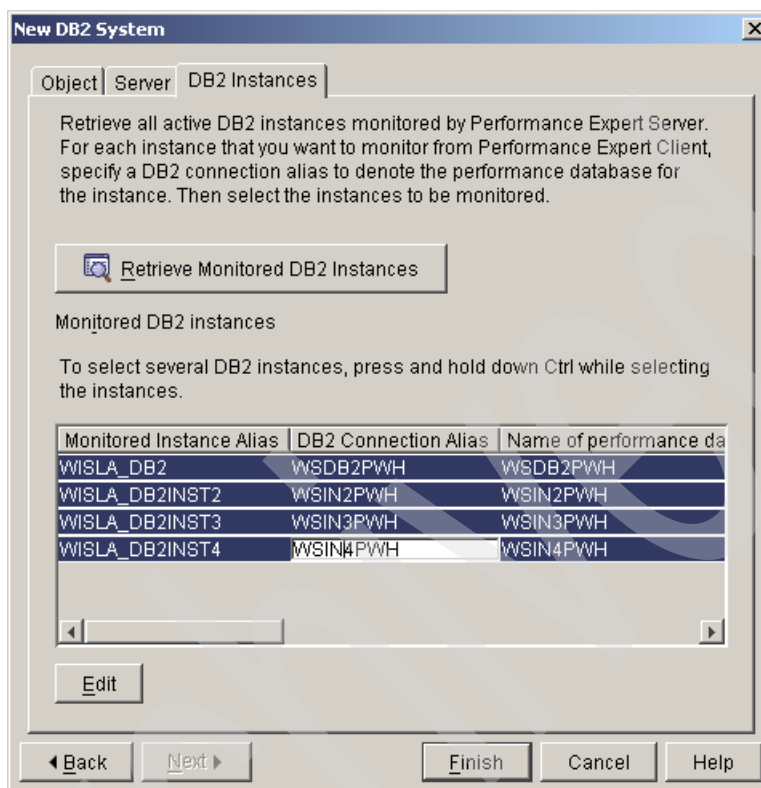 New DB2 System
Object Server DB2 Instances
Retrieve all active DB2 instances monitored by Performance Expert Server.
For each instance that you want to monitor from Performance Expert Client,
specify a DB2 connection alias to denote the performance database for
the instance. Then select the instances to be monitored.
Retrieve Monitored DB2 Instances
Monitored DB2 instances
To select several DB2 instances, press and hold down Ctrl while selecting
the instances.
Monitored Instance Alias DB2 Connection Alias Name of performance da
WISLA_DB2 WSDB2PWH WSDB2PWH
WISLA_DB2INST2 WSIN2PWH WSIN2PWH
WISLA_DB2INST3 WSIN3PWH WSIN3PWH
WISLA_DB2INST4 WSIN4PWH WSIN4PWH
Edit
Back Next Finish Cancel Help